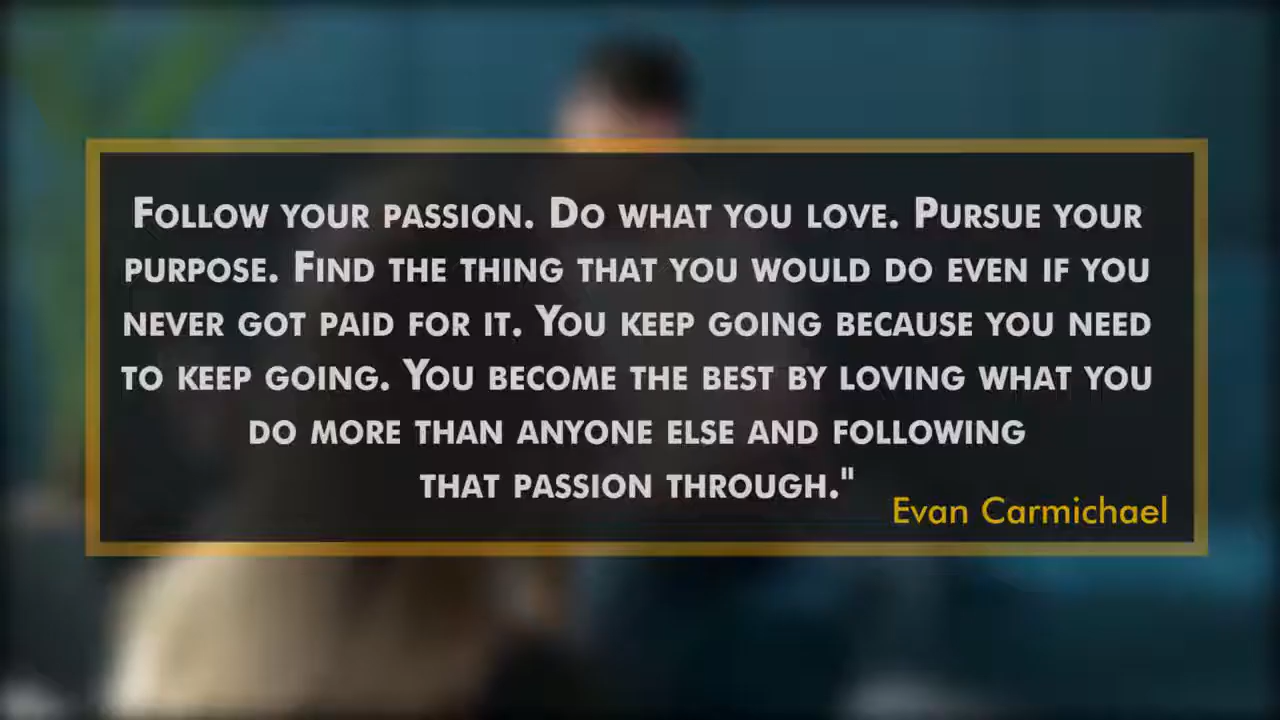 Follow your passion. Do what you love. Pursue your
purpose. Find the thing that you would do even if you
never got paid for it. You keep going because you need
to keep going. You become the best by loving what you
do more than anyone else and following
that passion through."
Evan Carmichael